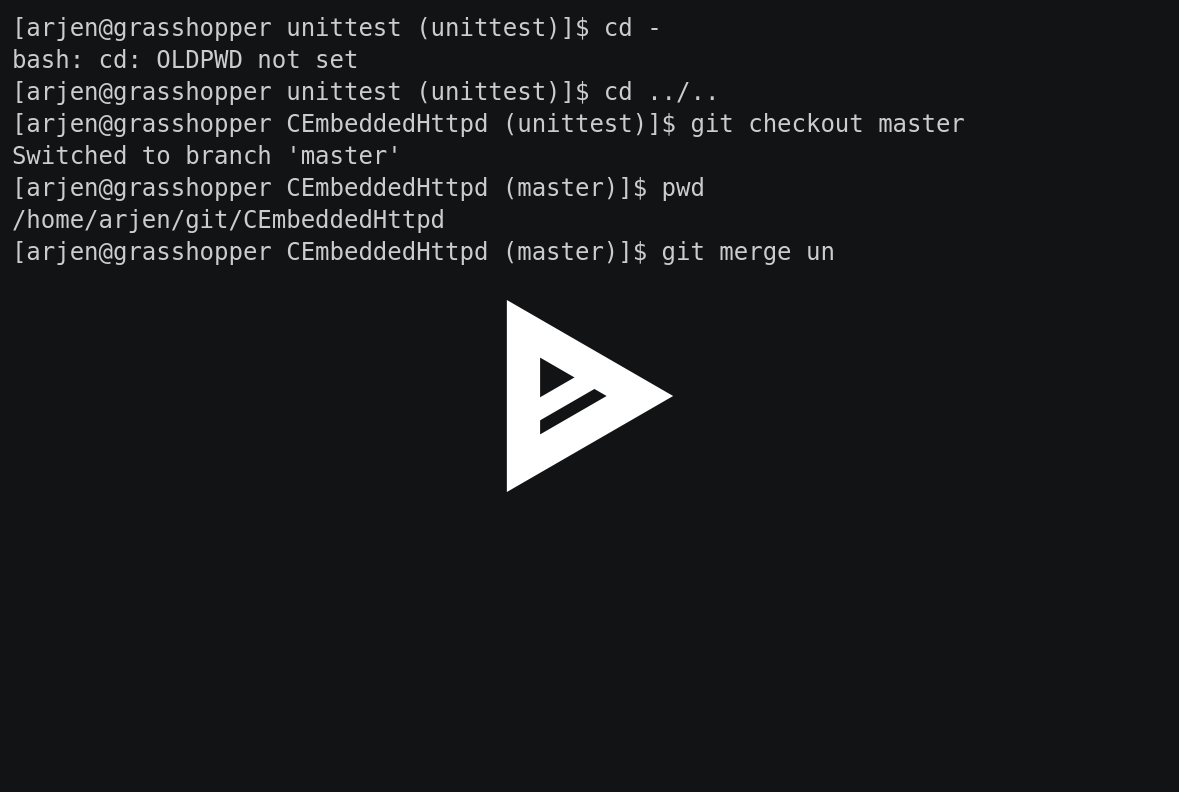 [arjen@grasshopper unittest (unittest)]$ cd -
bash: cd: OLDPWD not set
[arjen@grasshopper unittest (unittest)]$ cd ../..
[arjen@grasshopper CEmbeddedHttpd (unittest)]$ git checkout master
Switched to branch 'master'
[arjen@grasshopper CEmbeddedHttpd (master)]$ pwd
/home/arjen/git/CEmbeddedHttpd
[arjen@grasshopper CEmbeddedHttpd (master)]$ git merge un